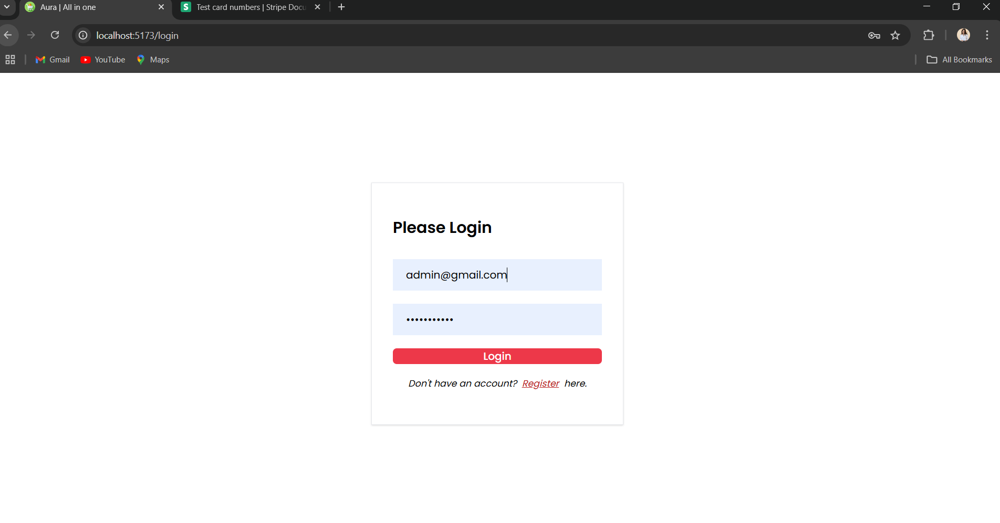 Aura | All in one
Test card numbers | Stripe Docu
localhost:5173/login
Gmail
YouTube
Maps
All Bookmarks
Please Login
admin@gmail.com
•••••••••••
Login
Don't have an account? Register here.